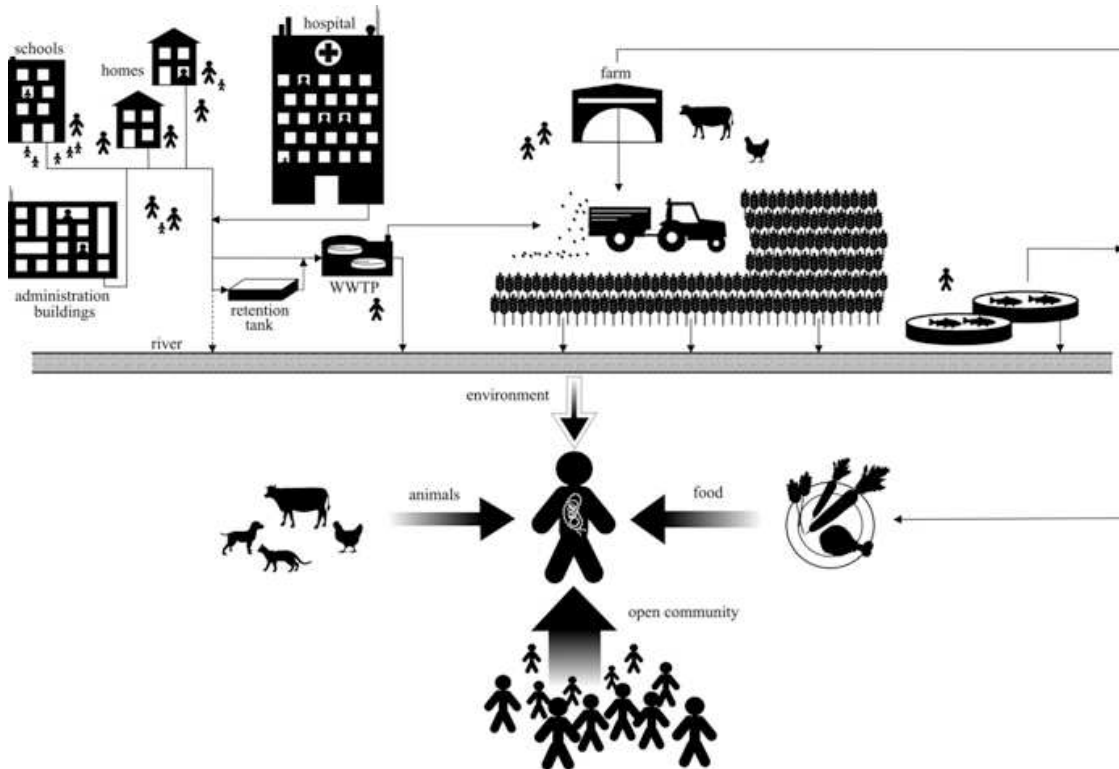 hospital
schools
homes
farm
administration
buildings
retention
tank
WWTP
river
environment
animals
food
open community